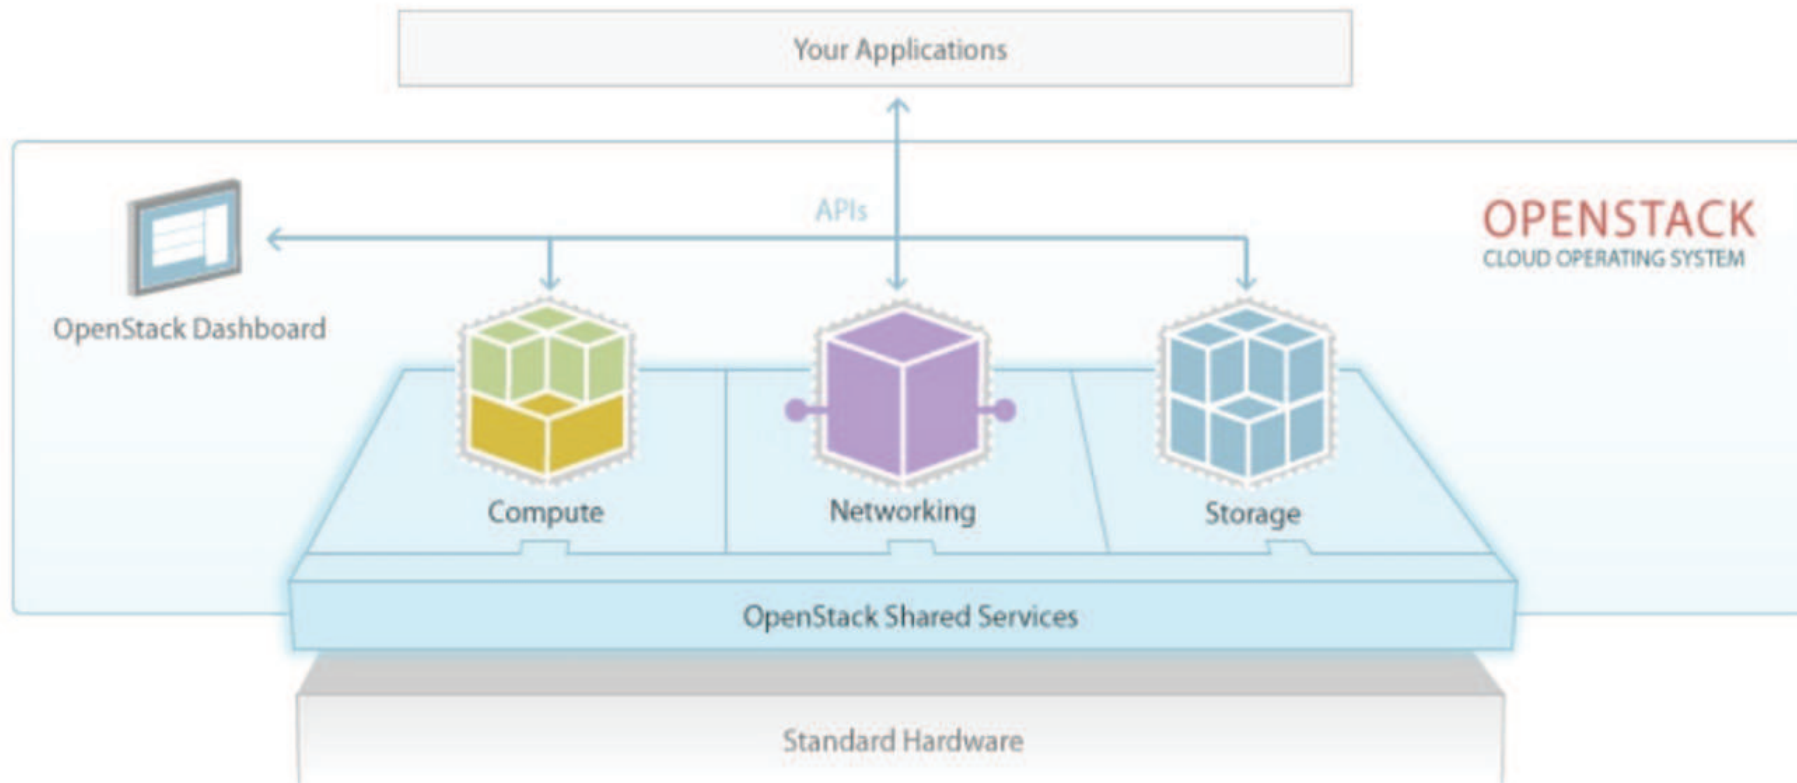 Your Applications
APIs
OPENSTACK
CLOUD OPERATING SYSTEM
OpenStack Dashboard
Compute
Networking
Storage
OpenStack Shared Services
Standard Hardware